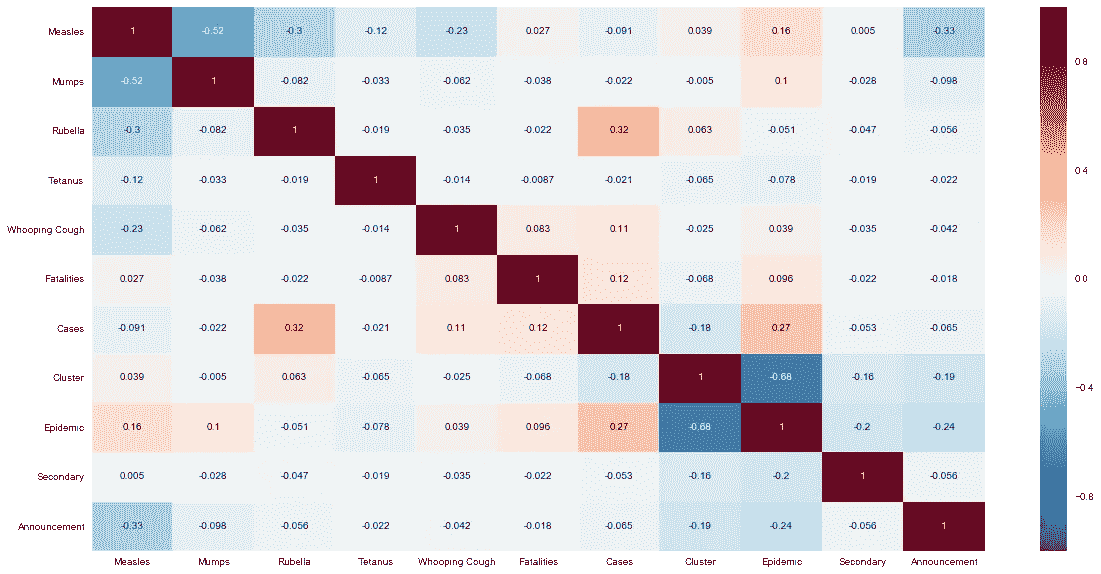 Measles 1 -0.52 -0.3 -0.12 -0.23 0.027 -0.091 0.039 0.16 0.005 -0.33
0.8
Mumps -0.52 1 -0.082 -0.033 -0.062 -0.038 -0.022 -0.005 0.1 -0.028 -0.098
Rubella -0.3 -0.082 1 -0.019 -0.035 -0.022 0.32 0.063 -0.051 -0.047 -0.056
0.4
Tetanus -0.12 -0.033 -0.019 1 -0.014 -0.0087 -0.021 -0.065 -0.078 -0.019 -0.022
Whooping Cough -0.23 -0.062 -0.035 -0.014 1 0.083 0.11 -0.025 0.039 -0.035 -0.042
Fatalities 0.027 -0.038 -0.022 -0.0087 0.083 1 0.12 -0.068 0.096 -0.022 -0.018
0.0
Cases -0.091 -0.022 0.32 -0.021 0.11 0.12 1 -0.18 0.27 -0.053 -0.065
Cluster 0.039 -0.005 0.063 -0.065 -0.025 -0.068 -0.18 1 -0.68 -0.16 -0.19
-0.4
Epidemic 0.16 0.1 -0.051 -0.078 0.039 0.096 0.27 -0.68 1 -0.2 -0.24
Secondary 0.005 -0.028 -0.047 -0.019 -0.035 -0.022 -0.053 -0.16 -0.2 1 -0.056
-0.8
Announcement -0.33 -0.098 -0.056 -0.022 -0.042 -0.018 -0.065 -0.19 -0.24 -0.056 1
Measles Mumps Rubella Tetanus Whooping Cough Fatalities Cases Cluster Epidemic Secondary Announcement